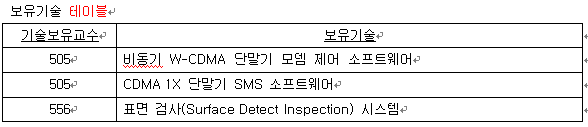 보유기술 테이블
기술보유교수 보유기술
505 비동기 W-CDMA 단말기 모뎀 제어 소프트웨어
505 CDMA 1X 단말기 SMS 소프트웨어
556 표면 검사(Surface Detect Inspection) 시스템